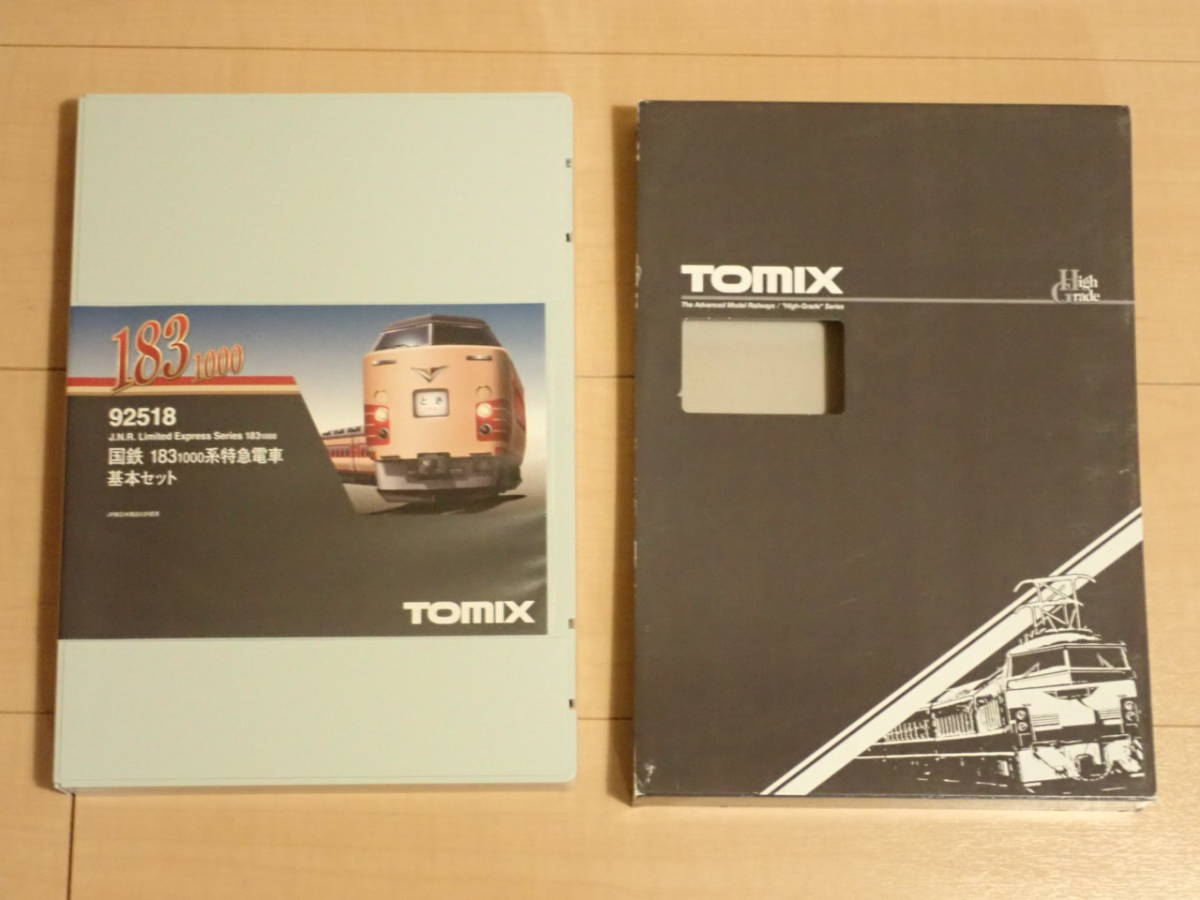 183 1000
92518
J.N.R. Limited Express Series 183 1000
国鉄 183 1000系特急電車
基本セット
とき
TOMIX
TOMIX
High Grade
The Advanced Model Railways / "High-Grade" Series